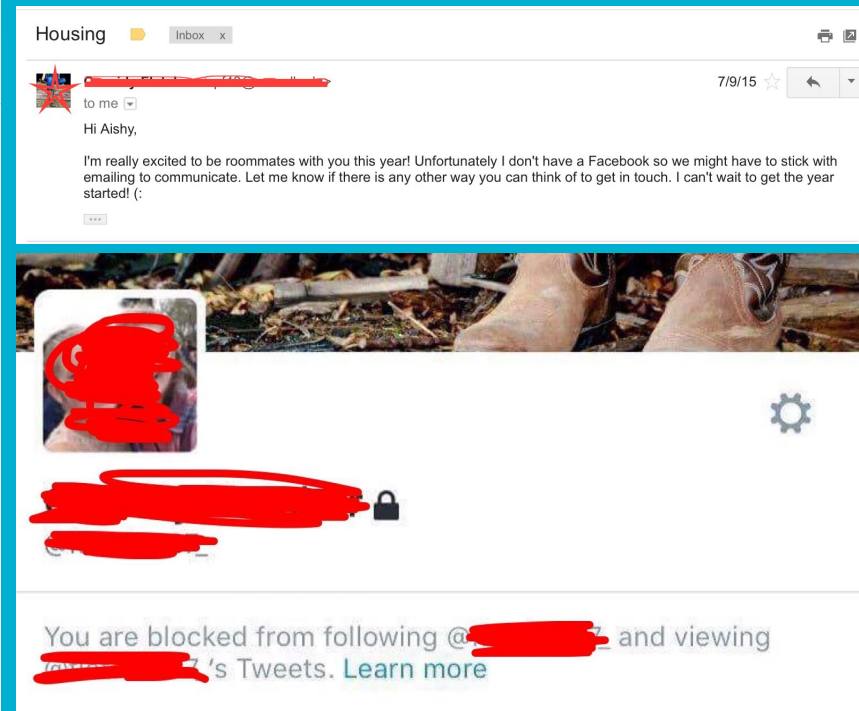 Housing
Inbox x
7/9/15
to me
Hi Aishy,
I'm really excited to be roommates with you this year! Unfortunately I don't have a Facebook so we might have to stick with
emailing to communicate. Let me know if there is any other way you can think of to get in touch. I can't wait to get the year
started! (:
You are blocked from following @ and viewing
's Tweets. Learn more